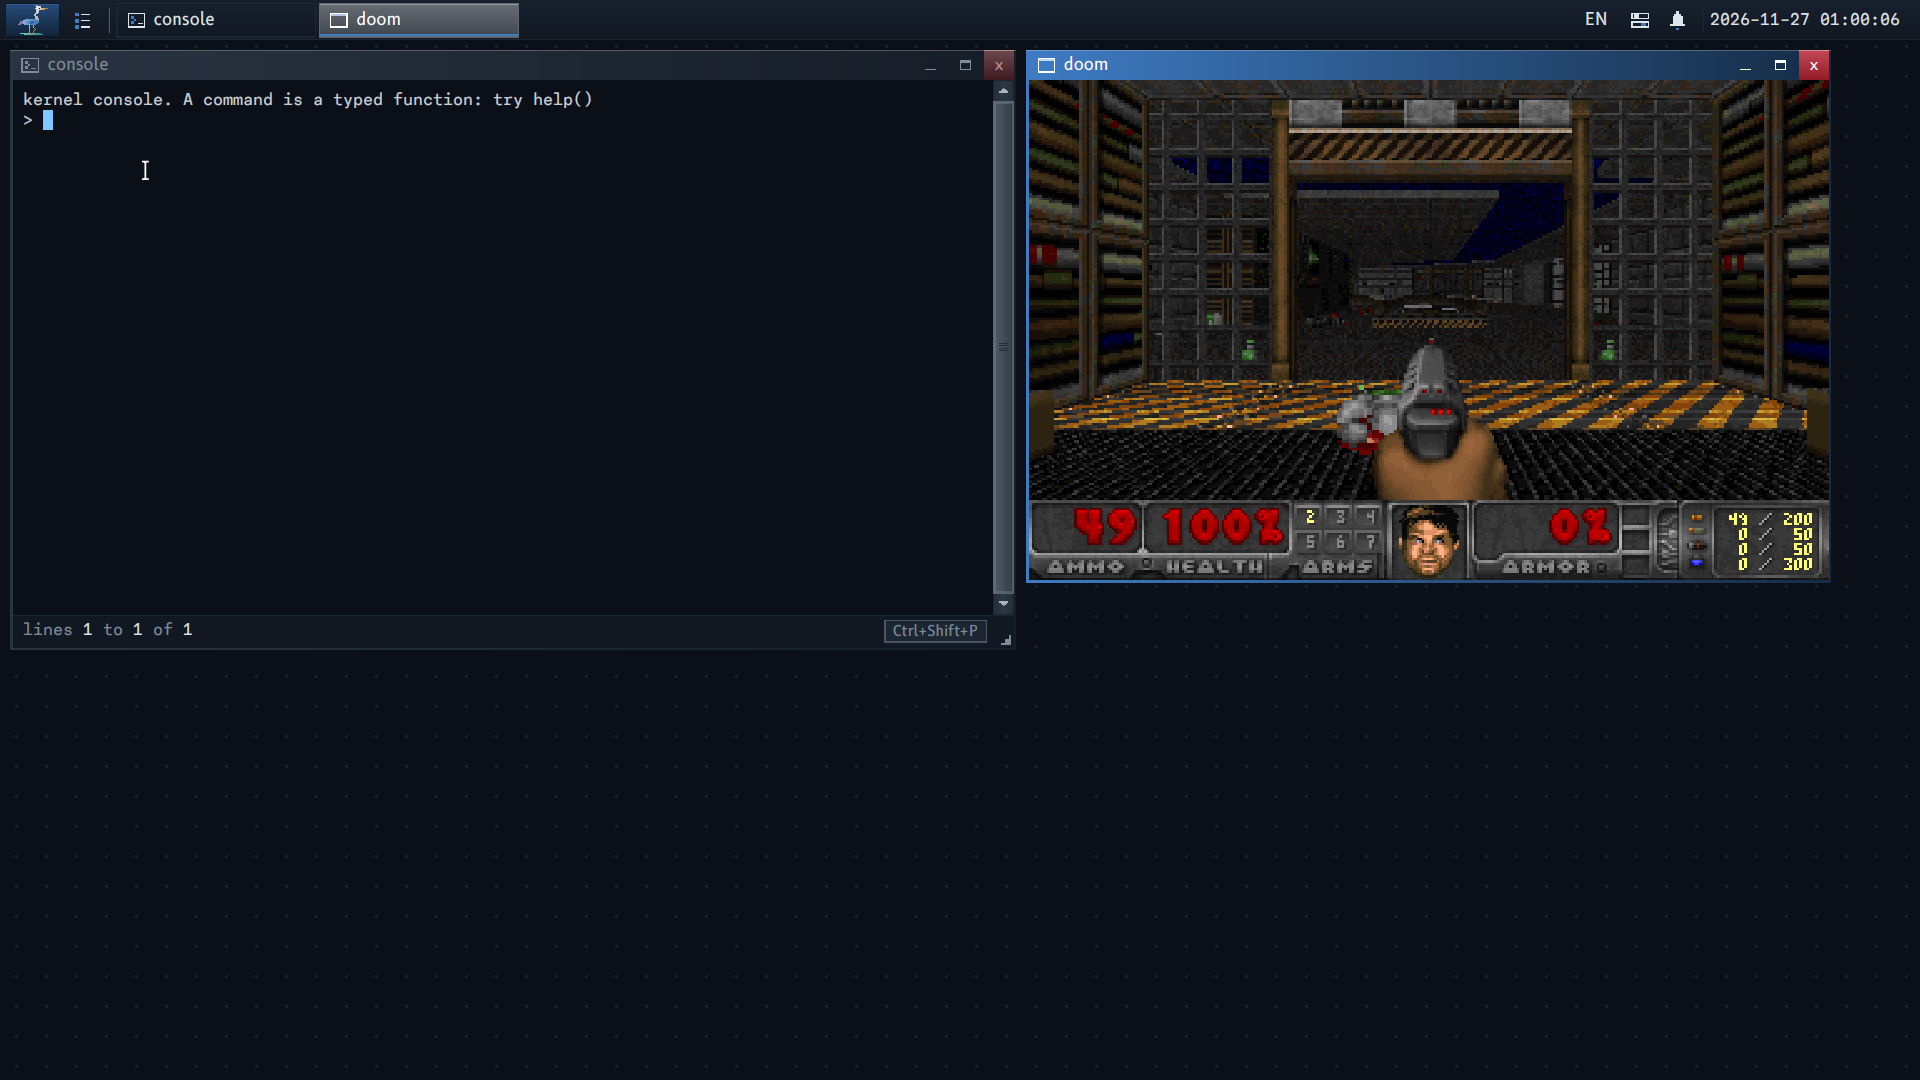 console
doom
EN
2026-11-27 01:00:06
console
x
kernel console. A command is a typed function: try help()
>
lines 1 to 1 of 1
Ctrl+Shift+P
doom
x
49 100% 2 3 4 0% 49 / 200
0 / 50
5 6 7 0 / 50
AMMO HEALTH ARMS ARMOR 0 / 300